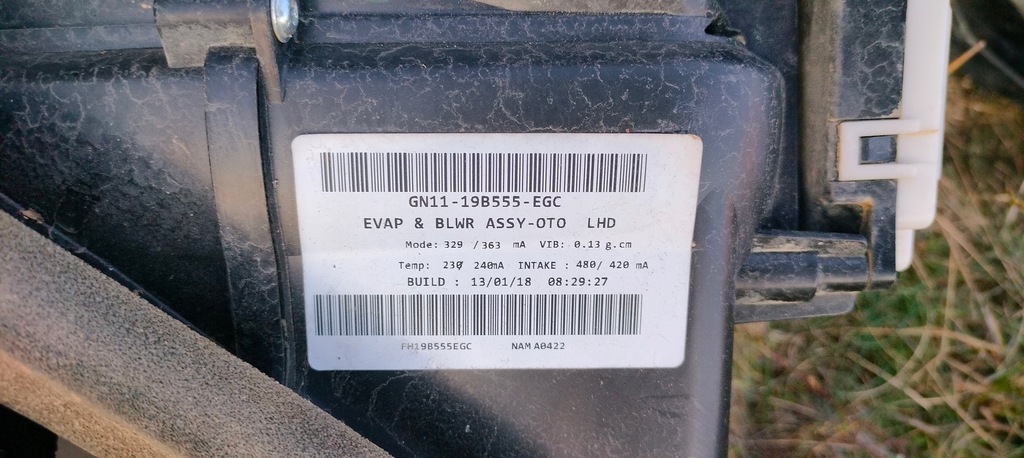 GN11-19B555-EGC
EVAP & BLWR ASSY-OTO LHD
Mode: 329 / 363 mA VIB: 0.13 g.cm
Temp: 230/ 240mA INTAKE : 480/ 420 mA
BUILD : 13/01/18 08:29:27
FH19B555EGC NAM A0422